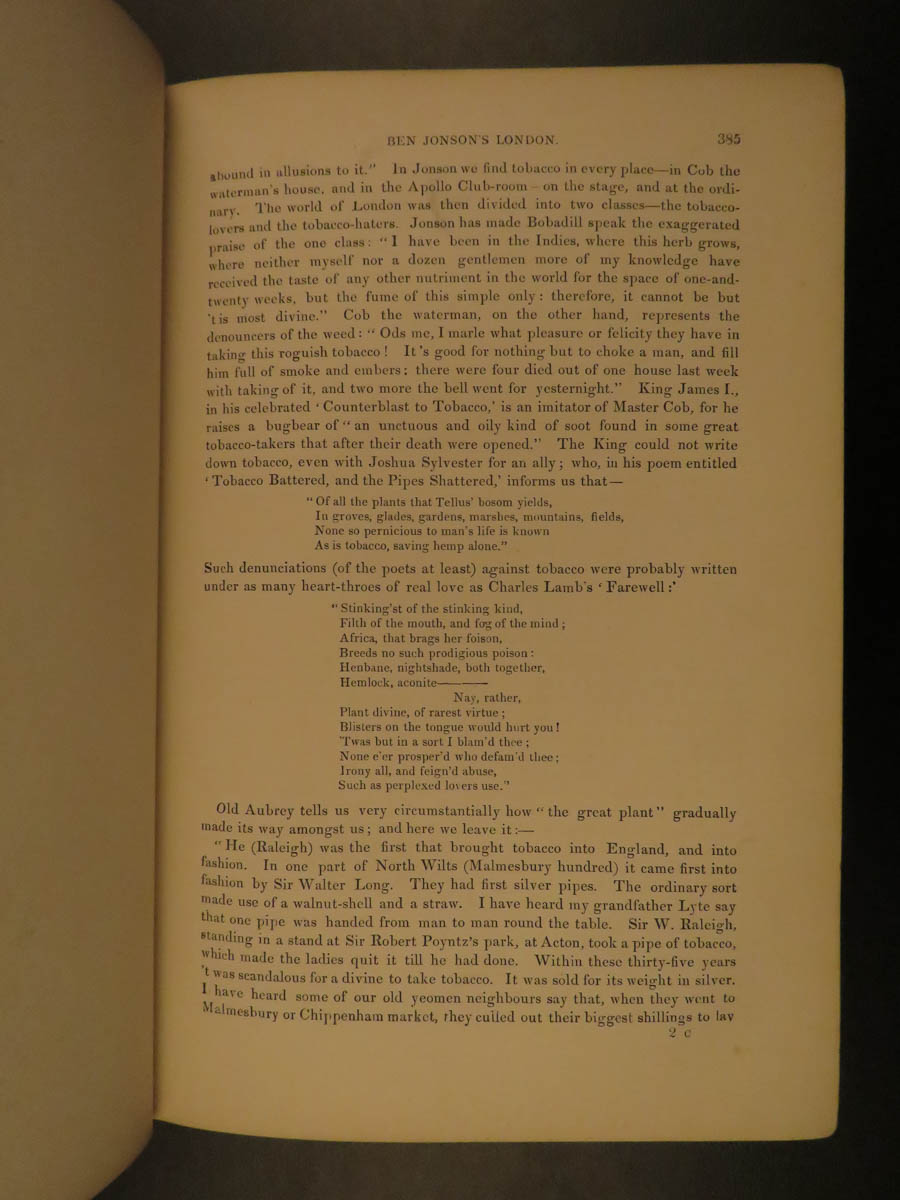 BEN JONSON'S LONDON. 385
abound in allusions to it." In Jonson we find tobacco in every place—in Cob the
waterman's house, and in the Apollo Club-room – on the stage, and at the ordi-
nary. The world of London was then divided into two classes—the tobacco-
lovers and the tobacco-haters. Jonson has made Bobadill speak the exaggerated
praise of the one class: "I have been in the Indies, where this herb grows,
where neither myself nor a dozen gentlemen more of my knowledge have
received the taste of any other nutriment in the world for the space of one-and-
twenty weeks, but the fume of this simple only: therefore, it cannot be but
't is most divine." Cob the waterman, on the other hand, represents the
denouncers of the weed: "Ods me, I marle what pleasure or felicity they have in
taking this roguish tobacco! It's good for nothing but to choke a man, and fill
him full of smoke and embers: there were four died out of one house last week
with taking of it, and two more the bell went for yesternight." King James I.,
in his celebrated 'Counterblast to Tobacco,' is an imitator of Master Cob, for he
raises a bugbear of "an unctuous and oily kind of soot found in some great
tobacco-takers that after their death were opened." The King could not write
down tobacco, even with Joshua Sylvester for an ally; who, in his poem entitled
'Tobacco Battered, and the Pipes Shattered,' informs us that—
"Of all the plants that Tellus' bosom yields,
In groves, glades, gardens, marshes, mountains, fields,
None so pernicious to man's life is known
As is tobacco, saving hemp alone."
Such denunciations (of the poets at least) against tobacco were probably written
under as many heart-throes of real love as Charles Lamb's 'Farewell:'
"Stinking'st of the stinking kind,
Filth of the mouth, and fog of the mind;
Africa, that brags her foison,
Breeds no such prodigious poison:
Henbane, nightshade, both together,
Hemlock, aconite———
Nay, rather,
Plant divine, of rarest virtue;
Blisters on the tongue would hurt you!
'Twas but in a sort I blam'd thee;
None e'er prosper'd who defam'd thee;
Irony all, and feign'd abuse,
Such as perplexed lovers use."
Old Aubrey tells us very circumstantially how "the great plant" gradually
made its way amongst us; and here we leave it:—
"He (Raleigh) was the first that brought tobacco into England, and into
fashion. In one part of North Wilts (Malmesbury hundred) it came first into
fashion by Sir Walter Long. They had first silver pipes. The ordinary sort
made use of a walnut-shell and a straw. I have heard my grandfather Lyte say
that one pipe was handed from man to man round the table. Sir W. Raleigh,
standing in a stand at Sir Robert Poyntz's park, at Acton, took a pipe of tobacco,
which made the ladies quit it till he had done. Within these thirty-five years
't was scandalous for a divine to take tobacco. It was sold for its weight in silver.
I have heard some of our old yeomen neighbours say that, when they went to
Malmesbury or Chippenham market, they culled out their biggest shillings to lay
2 c